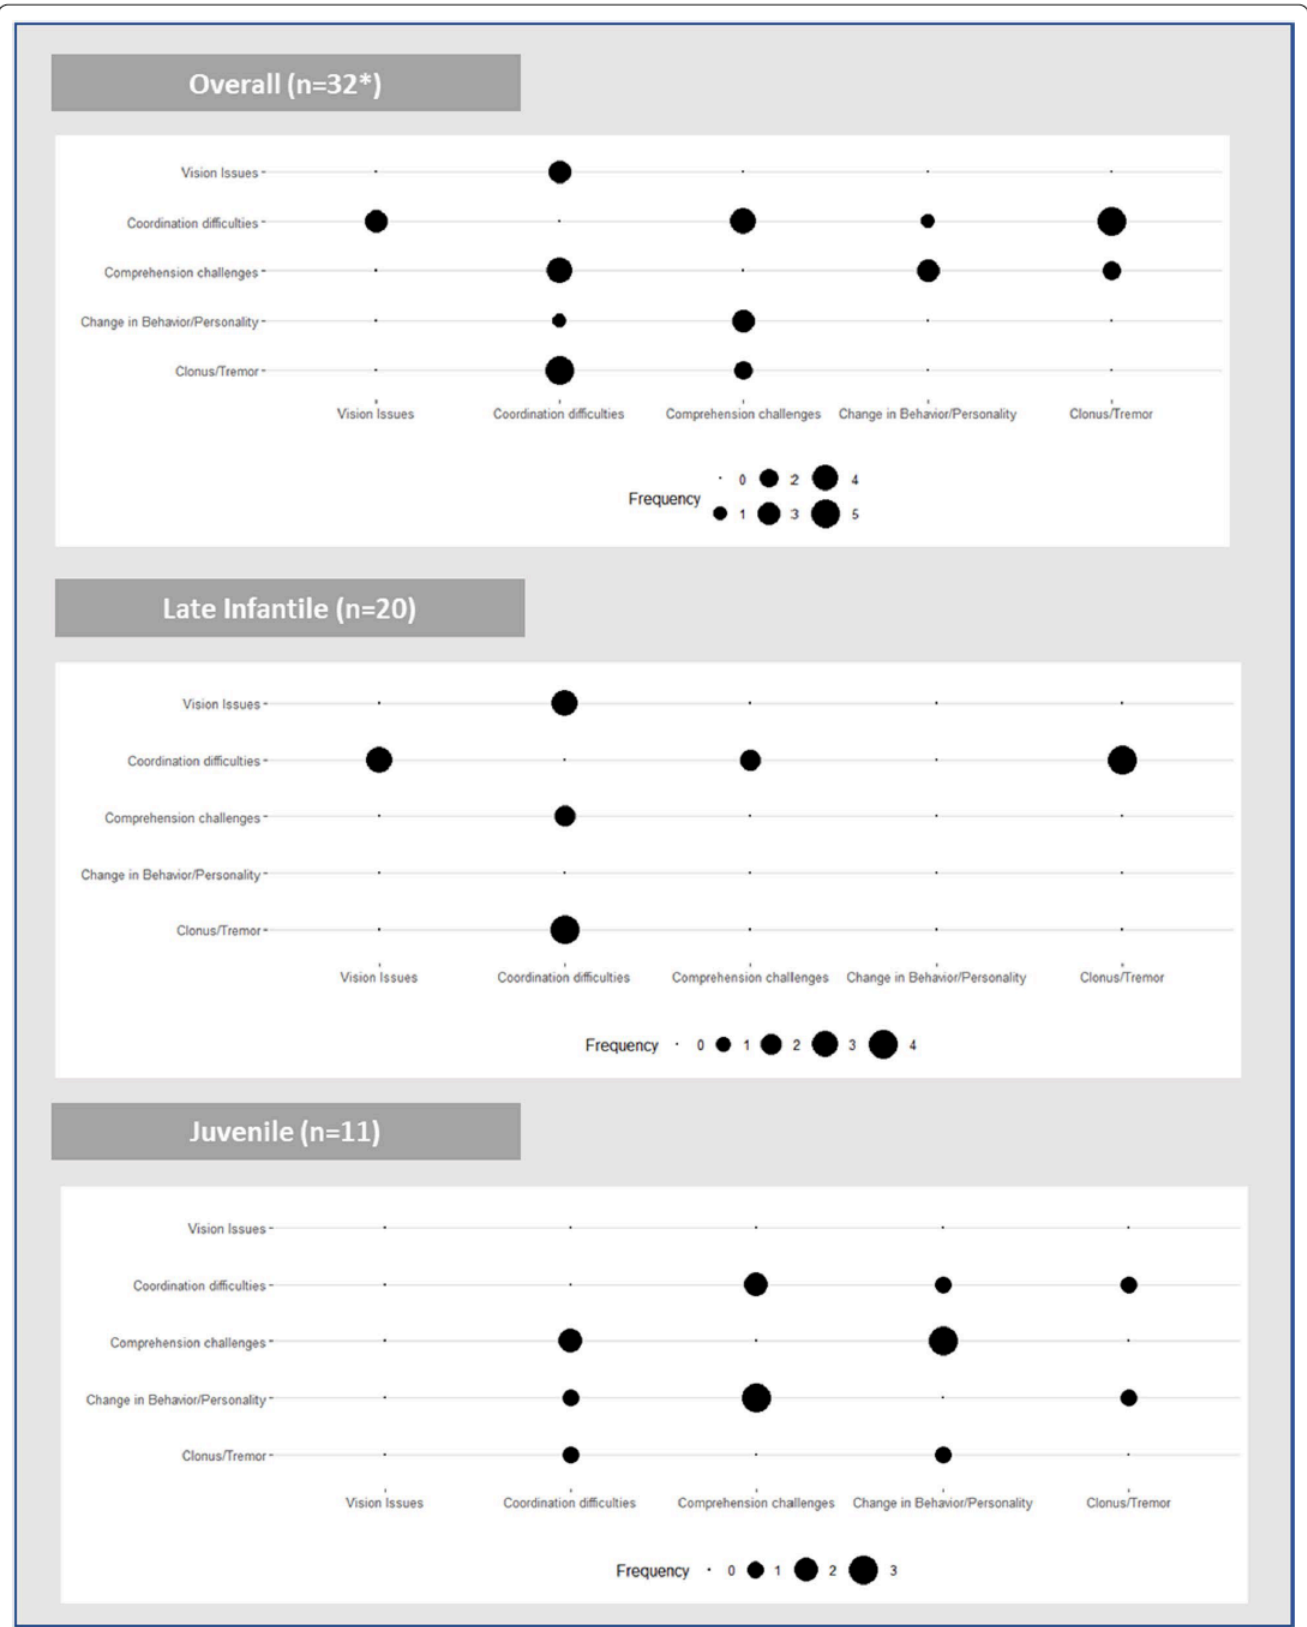 Overall (n=32*)
Vision Issues
Coordination difficulties
Comprehension challenges
Change in Behavior/Personality
Clonus/Tremor
Vision Issues Coordination difficulties Comprehension challenges Change in Behavior/Personality Clonus/Tremor
Frequency
0 2 4
1 3 5
Late Infantile (n=20)
Vision Issues
Coordination difficulties
Comprehension challenges
Change in Behavior/Personality
Clonus/Tremor
Vision Issues Coordination difficulties Comprehension challenges Change in Behavior/Personality Clonus/Tremor
Frequency 0 1 2 3 4
Juvenile (n=11)
Vision Issues
Coordination difficulties
Comprehension challenges
Change in Behavior/Personality
Clonus/Tremor
Vision Issues Coordination difficulties Comprehension challenges Change in Behavior/Personality Clonus/Tremor
Frequency 0 1 2 3